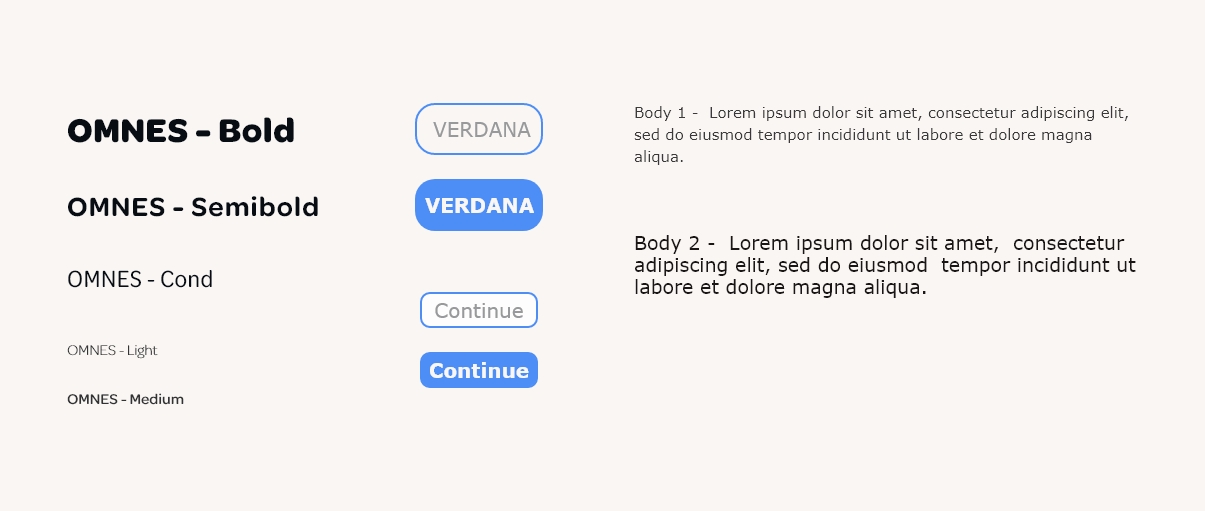 OMNES – Bold
OMNES – Semibold
OMNES - Cond
OMNES - Light
OMNES - Medium
VERDANA
VERDANA
Continue
Continue
Body 1 -  Lorem ipsum dolor sit amet, consectetur adipiscing elit,
sed do eiusmod tempor incididunt ut labore et dolore magna
aliqua.
Body 2 -  Lorem ipsum dolor sit amet,  consectetur
adipiscing elit, sed do eiusmod  tempor incididunt ut
labore et dolore magna aliqua.